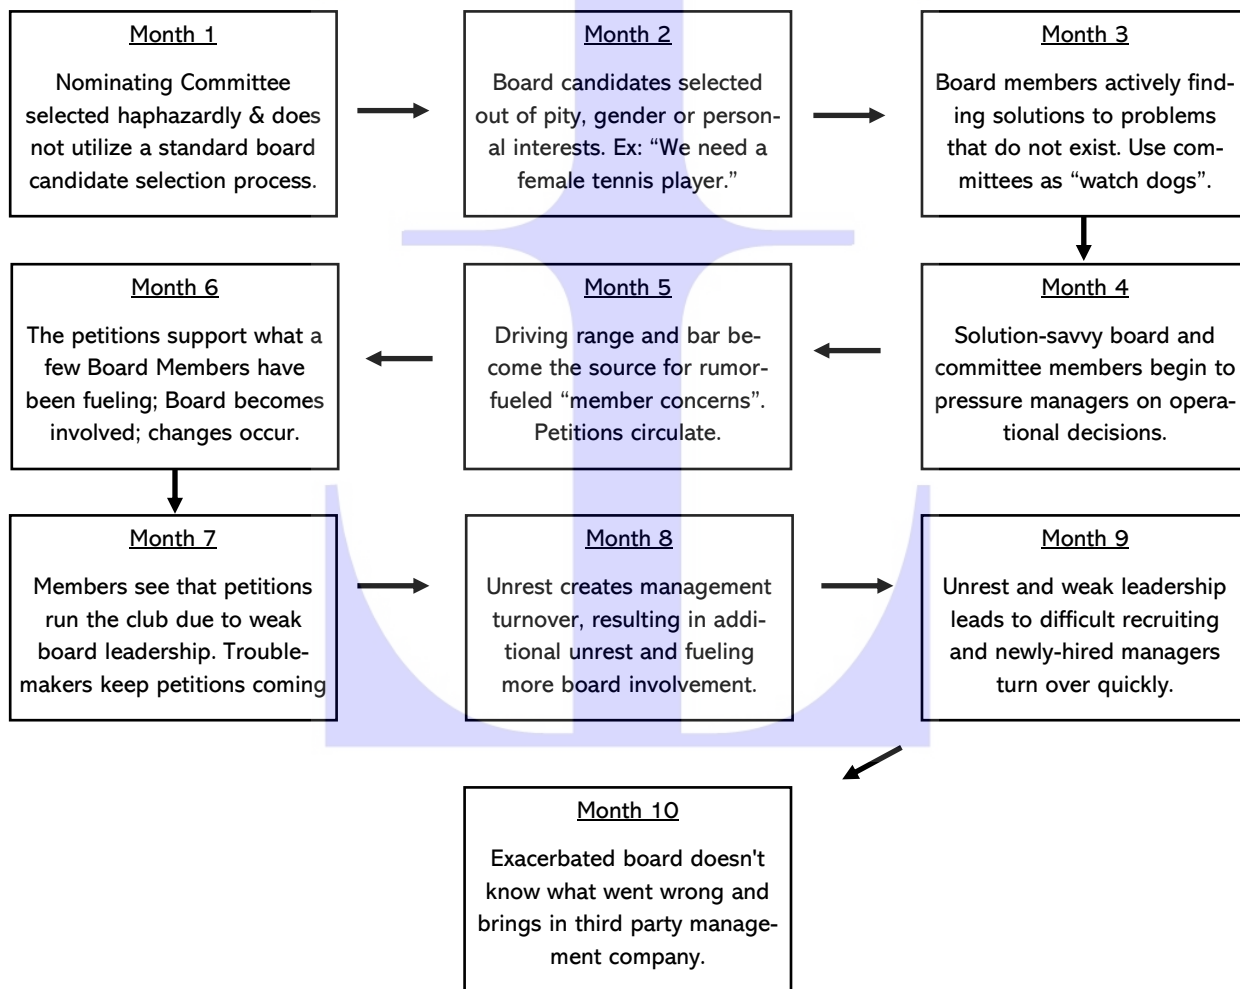 Month 1
Nominating Committee
selected haphazardly & does
not utilize a standard board
candidate selection process.
Month 2
Board candidates selected
out of pity, gender or person-
al interests. Ex: “We need a
female tennis player.”
Month 3
Board members actively find-
ing solutions to problems
that do not exist. Use com-
mittees as “watch dogs”.
Month 4
Solution-savvy board and
committee members begin to
pressure managers on opera-
tional decisions.
Month 5
Driving range and bar be-
come the source for rumor-
fueled “member concerns”.
Petitions circulate.
Month 6
The petitions support what a
few Board Members have
been fueling; Board becomes
involved; changes occur.
Month 7
Members see that petitions
run the club due to weak
board leadership. Trouble-
makers keep petitions coming
Month 8
Unrest creates management
turnover, resulting in addi-
tional unrest and fueling
more board involvement.
Month 9
Unrest and weak leadership
leads to difficult recruiting
and newly-hired managers
turn over quickly.
Month 10
Exacerbated board doesn't
know what went wrong and
brings in third party manage-
ment company.